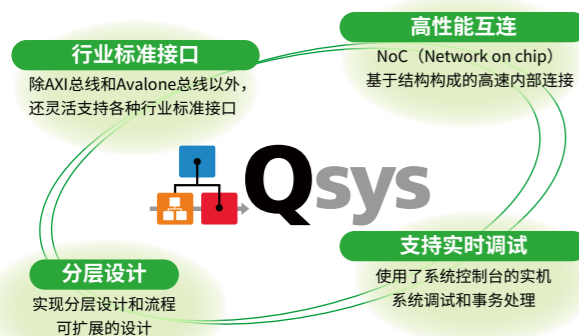 行业标准接口
除AXI总线和Avalone总线以外，
还灵活支持各种行业标准接口
高性能互连
NoC（Network on chip）
基于结构构成的高速内部连接
Qsys
分层设计
实现分层设计和流程
可扩展的设计
支持实时调试
使用了系统控制台的实机
系统调试和事务处理